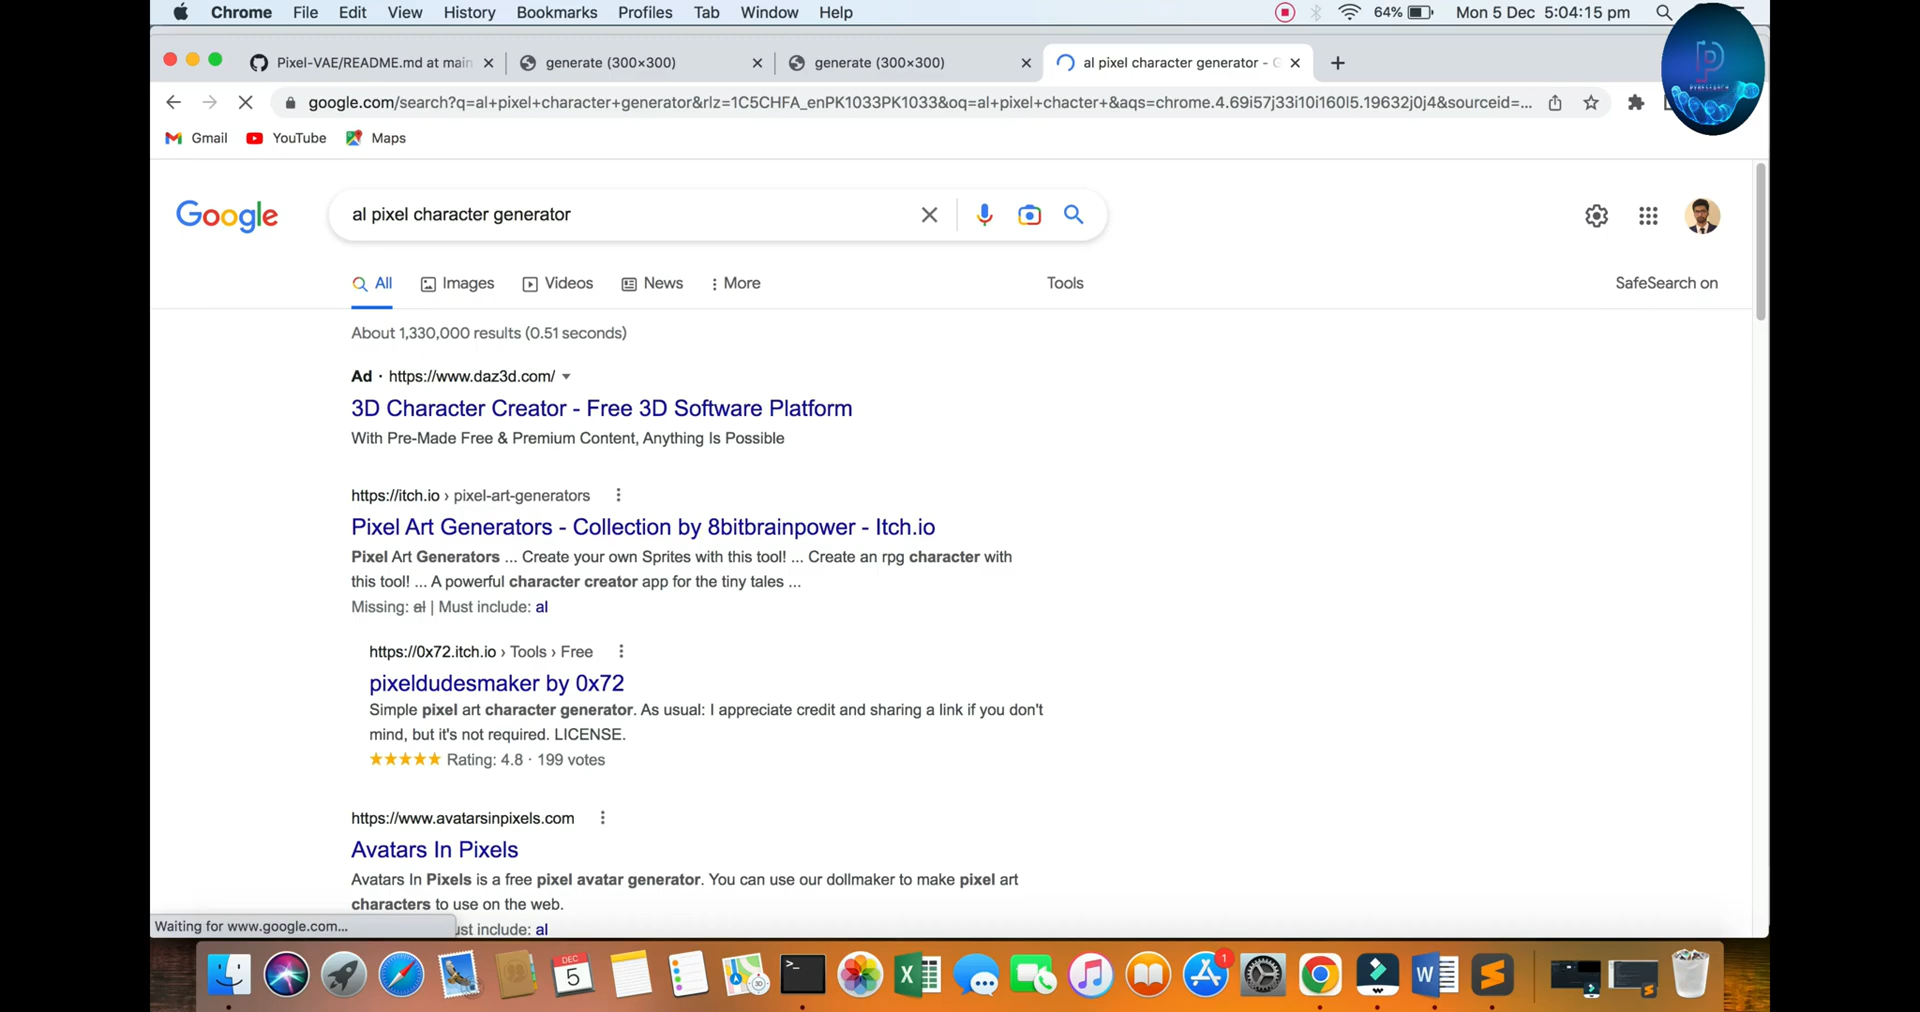 Chrome File Edit View History Bookmarks Profiles Tab Window Help 64% Mon 5 Dec 5:04:15 pm
Pixel-VAE/README.md at main generate (300×300) generate (300×300) al pixel character generator - G
google.com/search?q=al+pixel+character+generator&rlz=1C5CHFA_enPK1033PK1033&oq=al+pixel+chacter+&aqs=chrome.4.69i57j33i10i160l5.19632j0j4&sourceid=...
Gmail YouTube Maps
PYRESEARCH
Google al pixel character generator
All Images Videos News More Tools SafeSearch on
About 1,330,000 results (0.51 seconds)
Ad · https://www.daz3d.com/
3D Character Creator - Free 3D Software Platform
With Pre-Made Free & Premium Content, Anything Is Possible
https://itch.io › pixel-art-generators
Pixel Art Generators - Collection by 8bitbrainpower - Itch.io
Pixel Art Generators ... Create your own Sprites with this tool! ... Create an rpg character with
this tool! ... A powerful character creator app for the tiny tales ...
Missing: al | Must include: al
https://0x72.itch.io › Tools › Free
pixeldudesmaker by 0x72
Simple pixel art character generator. As usual: I appreciate credit and sharing a link if you don't
mind, but it's not required. LICENSE.
Rating: 4.8 · 199 votes
https://www.avatarsinpixels.com
Avatars In Pixels
Avatars In Pixels is a free pixel avatar generator. You can use our dollmaker to make pixel art
characters to use on the web.
Waiting for www.google.com... ust include: al
DEC
5
3D
1